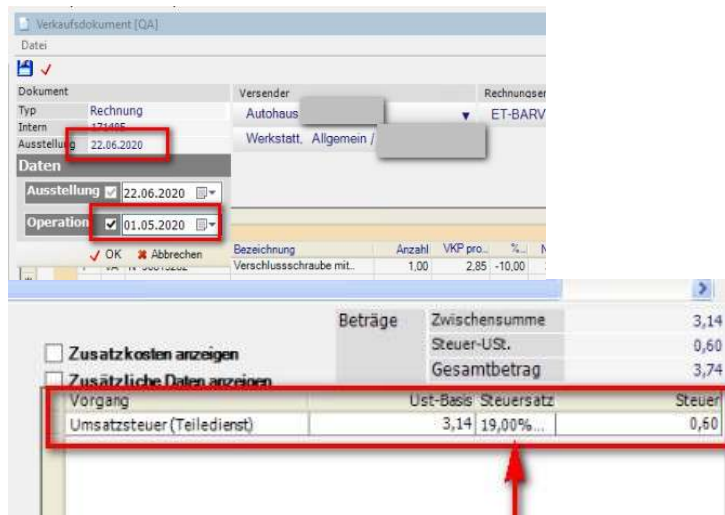 Verkaufsdokument [QA]
Datei
Dokument
Typ Rechnung
Intern 171495
Ausstellung 22.06.2020
Versender
Autohaus
Werkstatt, Allgemein /
ET-BARV
Daten
Ausstellung 22.06.2020
Operation 01.05.2020
OK Abbrechen
Bezeichnung Anzahl VKP pro... %...
Verschlussschraube mit... 1,00 2,85 -10,00
Beträge Zwischensumme 3,14
Steuer-USt. 0,60
Gesamtbetrag 3,74
Zusatzkosten anzeigen
Zusätzliche Daten anzeigen
Vorgang Ust-Basis Steuersatz Steuer
Umsatzsteuer (Teiledienst) 3,14 19,00%... 0,60